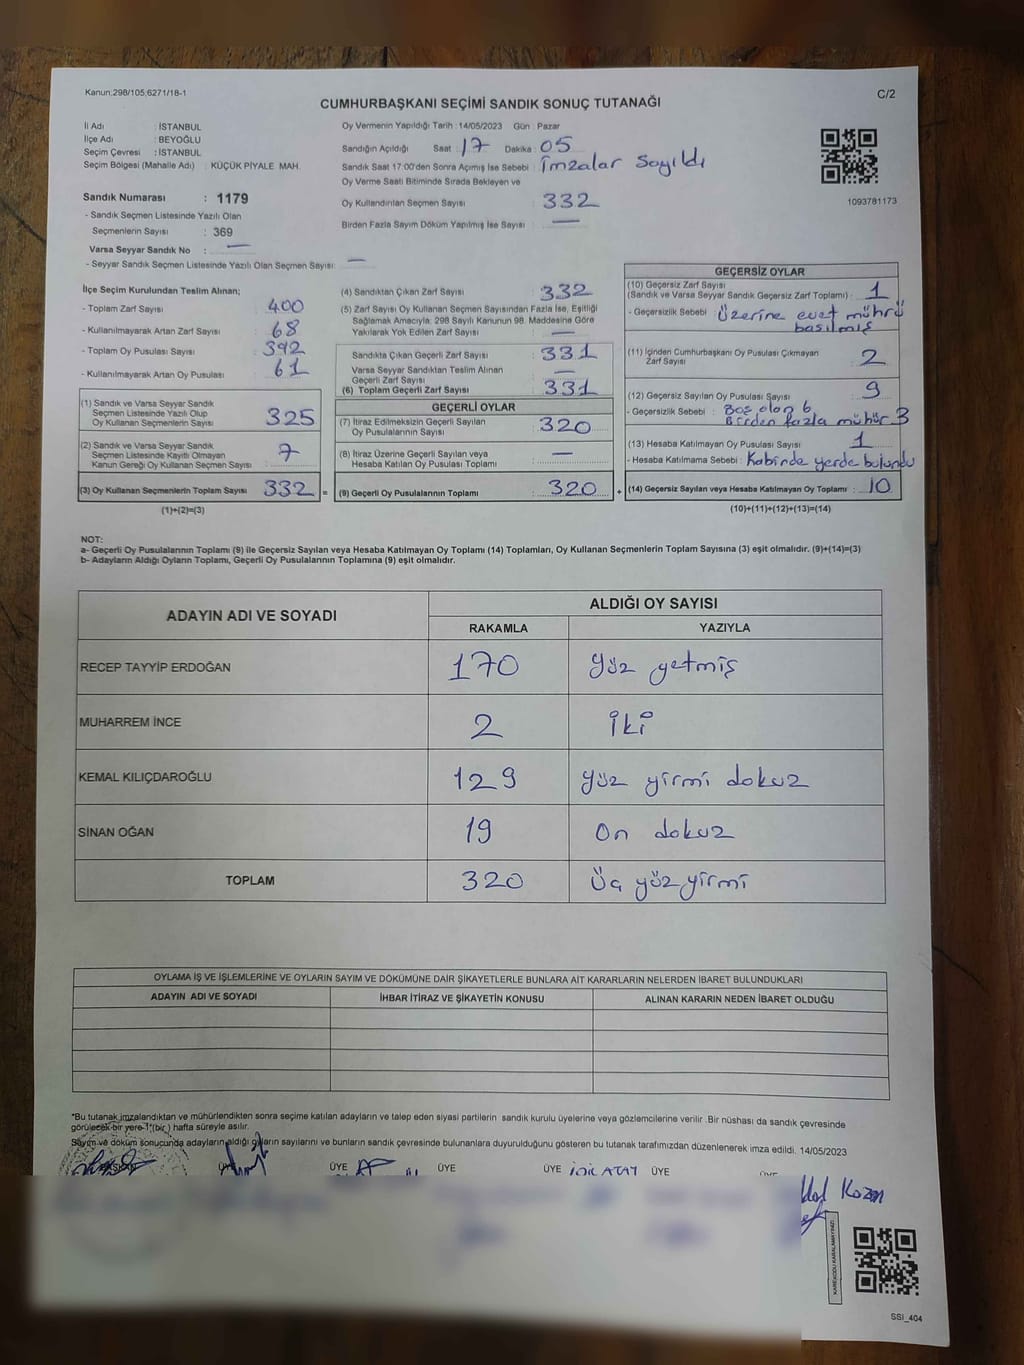 Kanun;298/105;6271/18-1
C/2
CUMHURBAŞKANI SEÇİMİ SANDIK SONUÇ TUTANAĞI
İl Adı : İSTANBUL
İlçe Adı : BEYOĞLU
Seçim Çevresi : İSTANBUL
Seçim Bölgesi (Mahalle Adı) : KÜÇÜK PİYALE MAH.
Sandık Numarası : 1179
- Sandık Seçmen Listesinde Yazılı Olan
Seçmenlerin Sayısı : 369
Varsa Seyyar Sandık No : —
- Seyyar Sandık Seçmen Listesinde Yazılı Olan Seçmen Sayısı: —
Oy Vermenin Yapıldığı Tarih : 14/05/2023 Gün : Pazar
Sandığın Açıldığı Saat : 17 Dakika : 05
Sandık Saat 17:00'den Sonra Açımış İse Sebebi : İmzalar sayıldı
Oy Verme Saati Bitiminde Sırada Bekleyen ve
Oy Kullandırılan Seçmen Sayısı : 332
Birden Fazla Sayım Döküm Yapılmış İse Sayısı : —
1093781173
İlçe Seçim Kurulundan Teslim Alınan;
- Toplam Zarf Sayısı : 400
- Kullanılmayarak Artan Zarf Sayısı : 68
- Toplam Oy Pusulası Sayısı : 392
- Kullanılmayarak Artan Oy Pusulası : 61
(1) Sandık ve Varsa Seyyar Sandık
Seçmen Listesinde Yazılı Olup
Oy Kullanan Seçmenlerin Sayısı : 325
(2) Sandık ve Varsa Seyyar Sandık
Seçmen Listesinde Kayıtlı Olmayan
Kanun Gereği Oy Kullanan Seçmen Sayısı : 7
(3) Oy Kullanan Seçmenlerin Toplam Sayısı : 332 =
(1)+(2)=(3)
(4) Sandıktan Çıkan Zarf Sayısı : 332
(5) Zarf Sayısı Oy Kullanan Seçmen Sayısından Fazla İse, Eşitliği
Sağlamak Amacıyla; 298 Sayılı Kanunun 98. Maddesine Göre
Yakılarak Yok Edilen Zarf Sayısı : —
Sandıkta Çıkan Geçerli Zarf Sayısı : 331
Varsa Seyyar Sandıktan Teslim Alınan
Geçerli Zarf Sayısı : —
(6) Toplam Geçerli Zarf Sayısı : 331
GEÇERLİ OYLAR
(7) İtiraz Edilmeksizin Geçerli Sayılan
Oy Pusulalarının Sayısı : 320
(8) İtiraz Üzerine Geçerli Sayılan veya
Hesaba Katılan Oy Pusulası Toplamı : —
(9) Geçerli Oy Pusulalarının Toplamı : 320 +
GEÇERSİZ OYLAR
(10) Geçersiz Zarf Sayısı
(Sandık ve Varsa Seyyar Sandık Geçersiz Zarf Toplamı) : 1
- Geçersizlik Sebebi : Üzerine evet mührü
basılmış
(11) İçinden Cumhurbaşkanı Oy Pusulası Çıkmayan
Zarf Sayısı : 2
(12) Geçersiz Sayılan Oy Pusulası Sayısı : 9
- Geçersizlik Sebebi : Boş olan 6
Birden fazla mühür 3
(13) Hesaba Katılmayan Oy Pusulası Sayısı : 1
- Hesaba Katılmama Sebebi : Kabinde yerde bulundu
(14) Geçersiz Sayılan veya Hesaba Katılmayan Oy Toplamı : 10
(10)+(11)+(12)+(13)=(14)
NOT:
a- Geçerli Oy Pusulalarının Toplamı (9) ile Geçersiz Sayılan veya Hesaba Katılmayan Oy Toplamı (14) Toplamları, Oy Kullanan Seçmenlerin Toplam Sayısına (3) eşit olmalıdır. (9)+(14)=(3)
b- Adayların Aldığı Oyların Toplamı, Geçerli Oy Pusulalarının Toplamına (9) eşit olmalıdır.
ADAYIN ADI VE SOYADI
ALDIĞI OY SAYISI
RAKAMLA YAZIYLA
RECEP TAYYİP ERDOĞAN 170 yüz yetmiş
MUHARREM İNCE 2 iki
KEMAL KILIÇDAROĞLU 129 yüz yirmi dokuz
SİNAN OĞAN 19 On dokuz
TOPLAM 320 Üç yüz yirmi
OYLAMA İŞ VE İŞLEMLERİNE VE OYLARIN SAYIM VE DÖKÜMÜNE DAİR ŞİKAYETLERLE BUNLARA AİT KARARLARIN NELERDEN İBARET BULUNDUKLARI
ADAYIN ADI VE SOYADI İHBAR İTİRAZ VE ŞİKAYETİN KONUSU ALINAN KARARIN NEDEN İBARET OLDUĞU
*Bu tutanak,imzalandıktan ve mühürlendikten sonra seçime katılan adayların ve talep eden siyasi partilerin sandık kurulu üyelerine veya gözlemcilerine verilir .Bir nüshası da sandık çevresinde
görülecek bir yere 1 (bir ) hafta süreyle asılır.
Sayım ve döküm sonucunda adayların aldığı oyların sayılarını ve bunların sandık çevresinde bulunanlara duyurulduğunu gösteren bu tutanak tarafımızdan düzenlenerek imza edildi. 14/05/2023
BAŞKAN ÜYE ÜYE ÜYE ÜYE ÜYE ÜYE
Kozan
KAREKODU KARALAMAYINIZ!
SSI_404